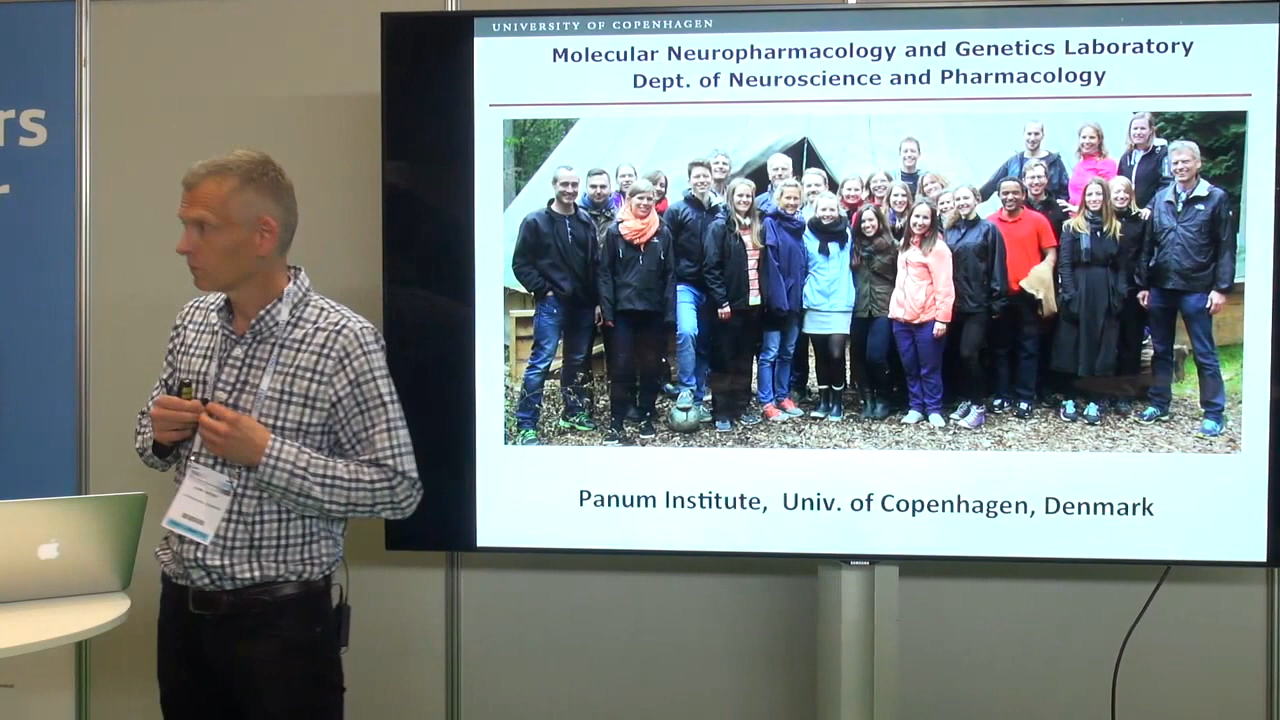 rs
r
UNIVERSITY OF COPENHAGEN
Molecular Neuropharmacology and Genetics Laboratory
Dept. of Neuroscience and Pharmacology
Panum Institute, Univ. of Copenhagen, Denmark
SAMSUNG